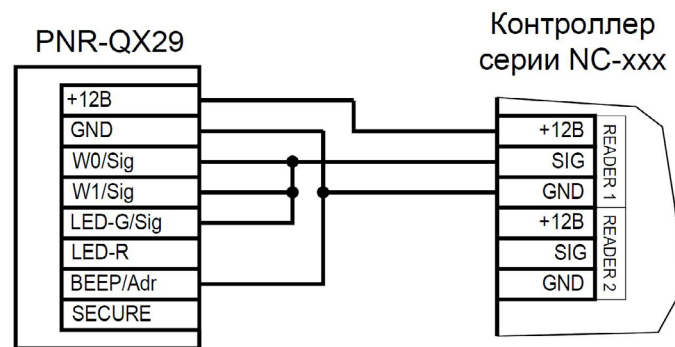 PNR-QX29
+12В
GND
W0/Sig
W1/Sig
LED-G/Sig
LED-R
BEEP/Adr
SECURE
Контроллер
серии NC-xxx
+12В
SIG
GND
READER 1
+12В
SIG
GND
READER 2